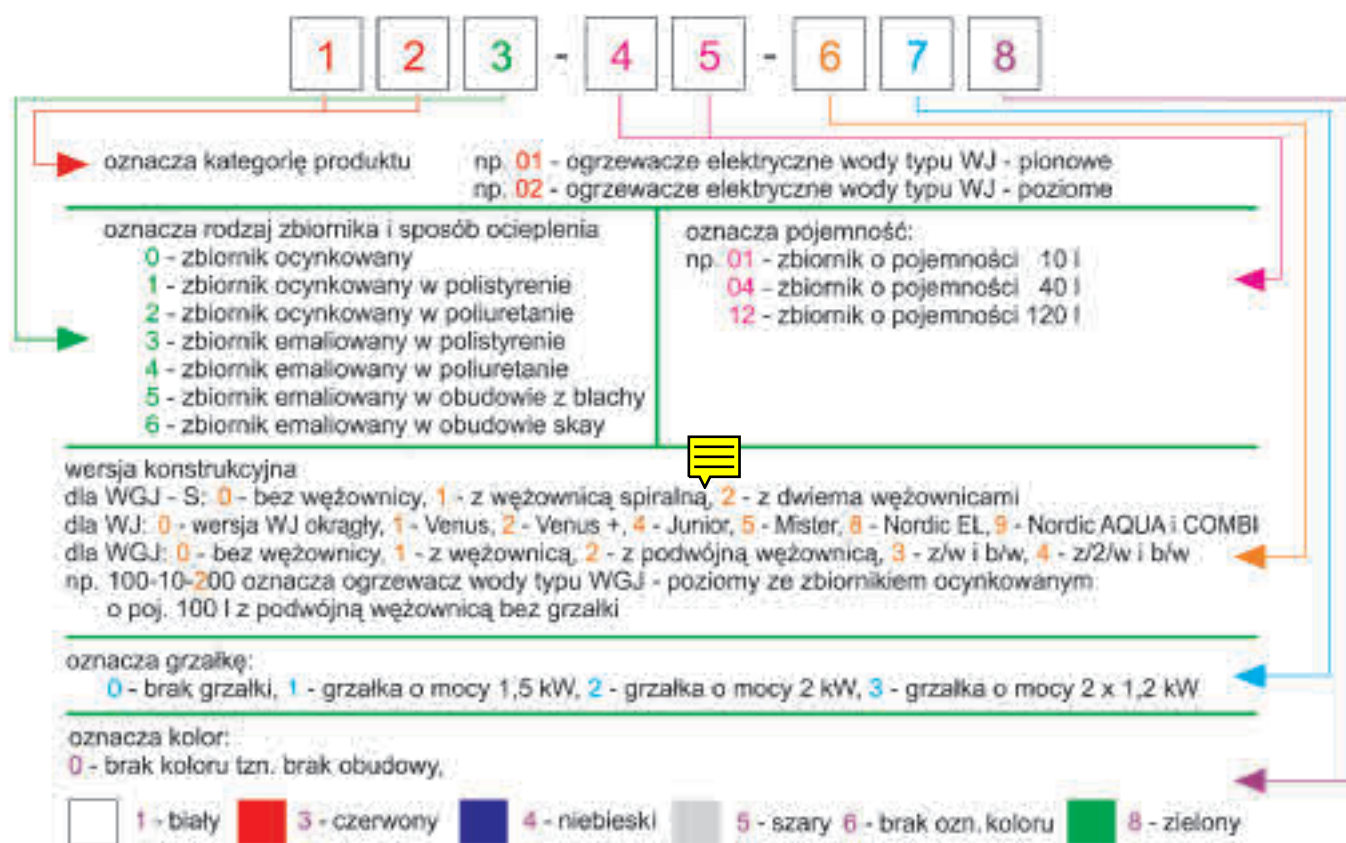 1 2 3 - 4 5 - 6 7 8
oznacza kategorię produktu
np. 01 - ogrzewacze elektryczne wody typu WJ - pionowe
np. 02 - ogrzewacze elektryczne wody typu WJ - poziome
oznacza rodzaj zbiornika i sposób ocieplenia
0 - zbiornik ocynkowany
1 - zbiornik ocynkowany w polistyrenie
2 - zbiornik ocynkowany w poliuretanie
3 - zbiornik emaliowany w polistyrenie
4 - zbiornik emaliowany w poliuretanie
5 - zbiornik emaliowany w obudowie z blachy
6 - zbiornik emaliowany w obudowie skay
oznacza pojemność:
np. 01 - zbiornik o pojemności 10 l
04 - zbiornik o pojemności 40 l
12 - zbiornik o pojemności 120 l
wersja konstrukcyjna
dla WGJ - S: 0 - bez wężownicy, 1 - z wężownicą spiralną, 2 - z dwiema wężownicami
dla WJ: 0 - wersja WJ okrągły, 1 - Venus, 2 - Venus +, 4 - Junior, 5 - Mister, 8 - Nordic EL, 9 - Nordic AQUA i COMBI
dla WGJ: 0 - bez wężownicy, 1 - z wężownicą, 2 - z podwójną wężownicą, 3 - z/w i b/w, 4 - z/2/w i b/w
np. 100-10-200 oznacza ogrzewacz wody typu WGJ - poziomy ze zbiornikiem ocynkowanym
o poj. 100 l z podwójną wężownicą bez grzałki
oznacza grzałkę:
0 - brak grzałki, 1 - grzałka o mocy 1,5 kW, 2 - grzałka o mocy 2 kW, 3 - grzałka o mocy 2 x 1,2 kW
oznacza kolor:
0 - brak koloru tzn. brak obudowy,
1 - biały 3 - czerwony 4 - niebieski 5 - szary 6 - brak ozn. koloru 8 - zielony